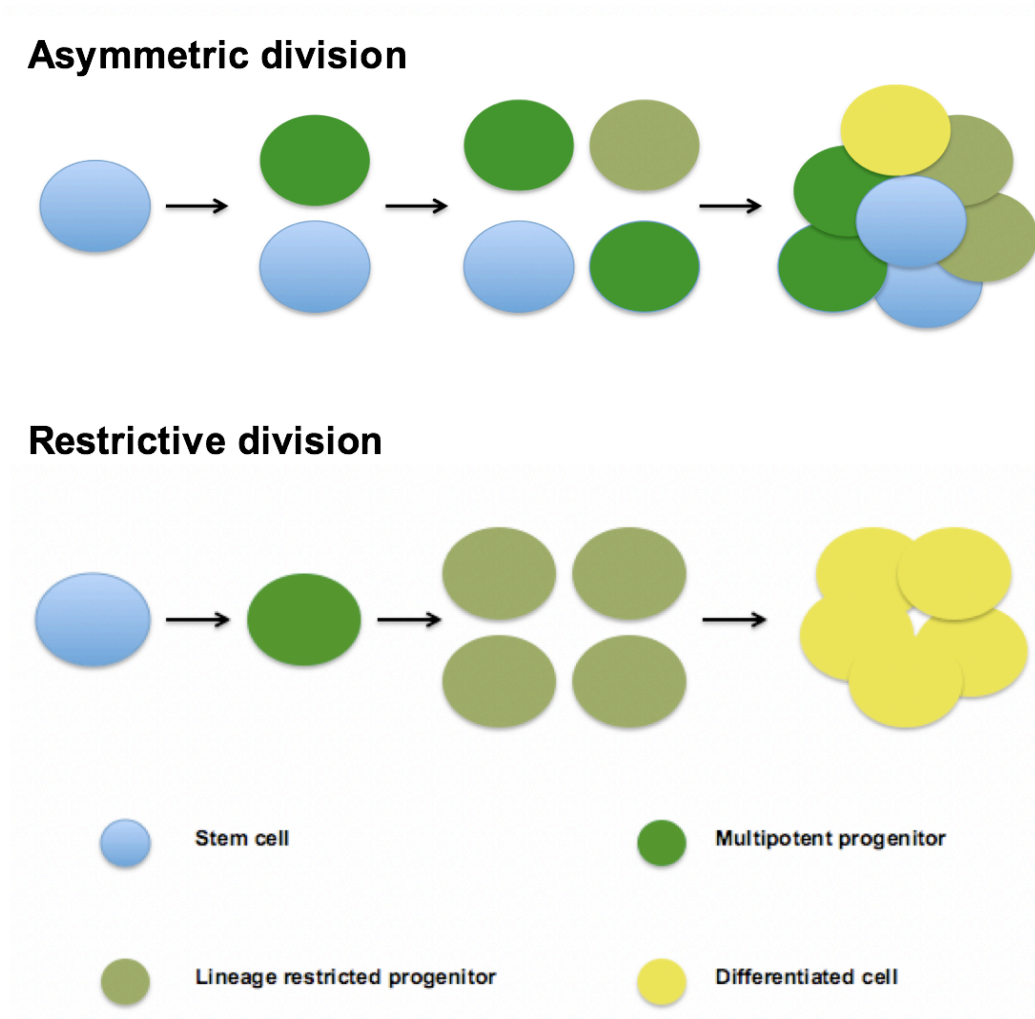 Asymmetric division
Restrictive division
Stem cell
Multipotent progenitor
Lineage restricted progenitor
Differentiated cell